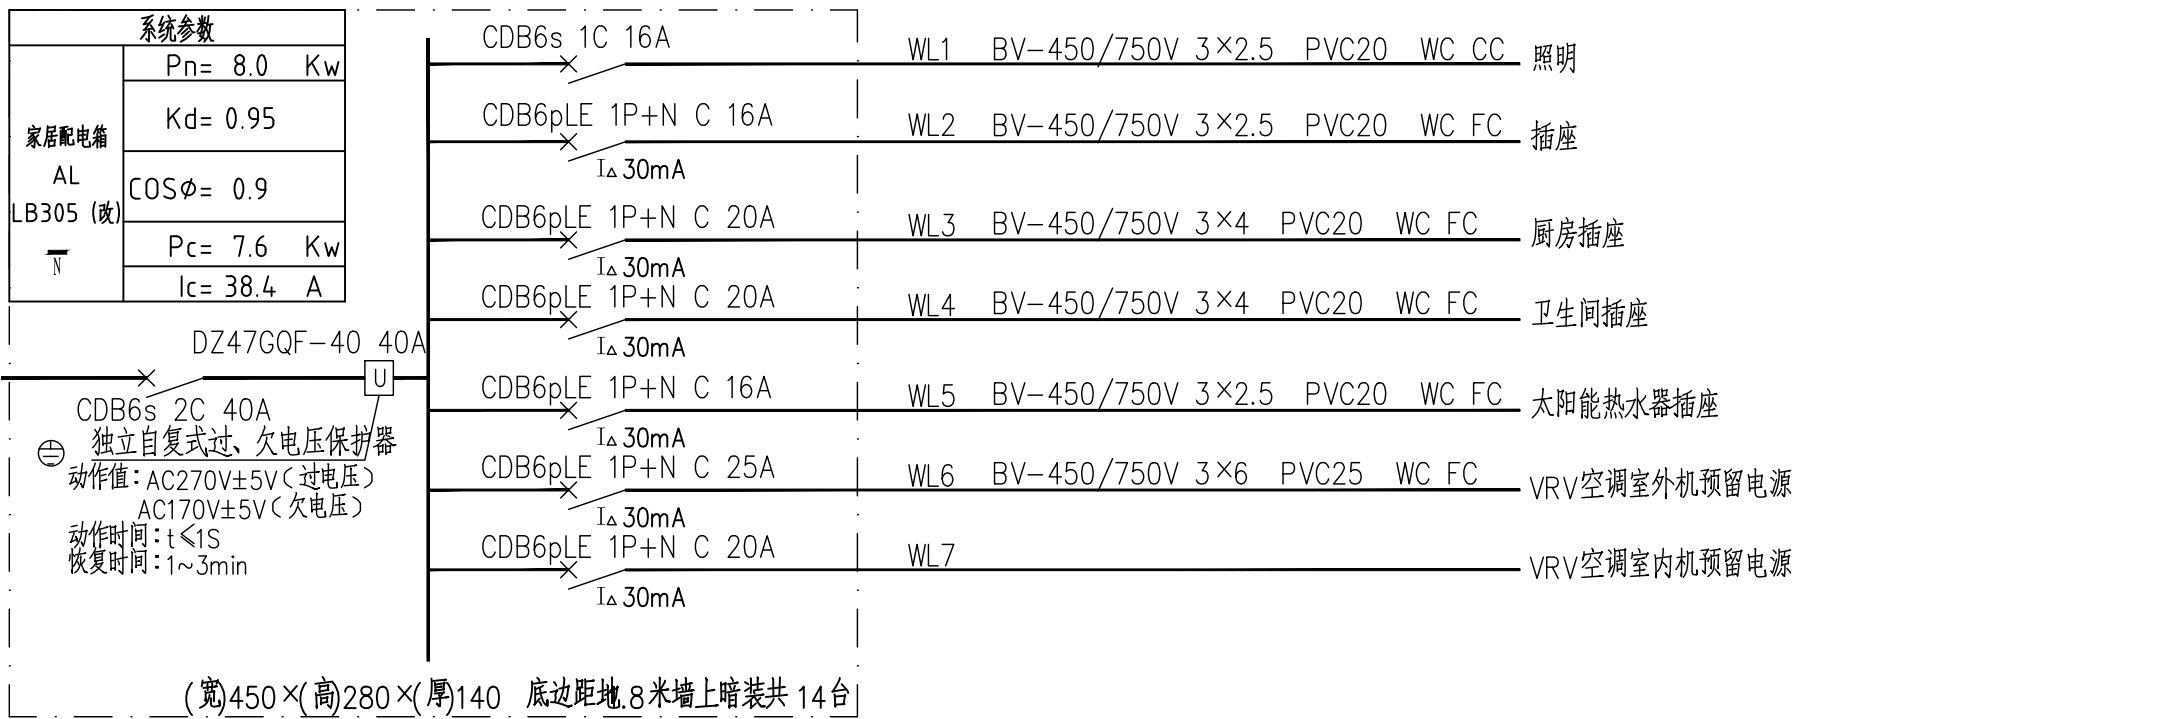 系统参数
家居配电箱
AL
LB305 (改)
N
Pn= 8.0 Kw
Kd= 0.95
COSø= 0.9
Pc= 7.6 Kw
Ic= 38.4 A
DZ47GQF-40 40A
U
CDB6s 2C 40A
独立自复式过、欠电压保护器
动作值: AC270V±5V(过电压)
AC170V±5V(欠电压)
动作时间: t≤1S
恢复时间: 1~3min
CDB6s 1C 16A WL1 BV-450/750V 3×2.5 PVC20 WC CC 照明
CDB6pLE 1P+N C 16A WL2 BV-450/750V 3×2.5 PVC20 WC FC 插座
I△ 30mA
CDB6pLE 1P+N C 20A WL3 BV-450/750V 3×4 PVC20 WC FC 厨房插座
I△ 30mA
CDB6pLE 1P+N C 20A WL4 BV-450/750V 3×4 PVC20 WC FC 卫生间插座
I△ 30mA
CDB6pLE 1P+N C 16A WL5 BV-450/750V 3×2.5 PVC20 WC FC 太阳能热水器插座
I△ 30mA
CDB6pLE 1P+N C 25A WL6 BV-450/750V 3×6 PVC25 WC FC VRV空调室外机预留电源
I△ 30mA
CDB6pLE 1P+N C 20A WL7 VRV空调室内机预留电源
I△ 30mA
(宽)450×(高)280×(厚)140 底边距地.8米墙上暗装共 14台